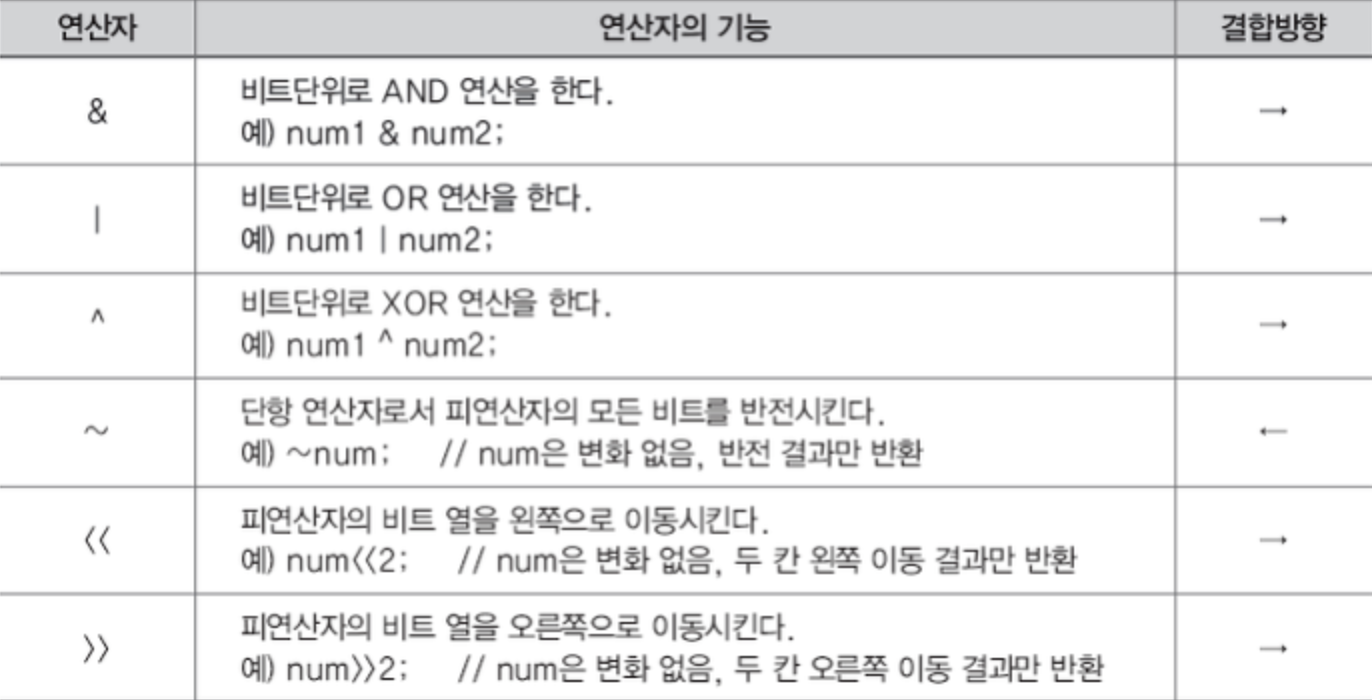 연산자 연산자의 기능 결합방향
& 비트단위로 AND 연산을 한다. →
예) num1 & num2;
| 비트단위로 OR 연산을 한다. →
예) num1 | num2;
^ 비트단위로 XOR 연산을 한다. →
예) num1 ^ num2;
~ 단항 연산자로서 피연산자의 모든 비트를 반전시킨다. ←
예) ~num; // num은 변화 없음, 반전 결과만 반환
<< 피연산자의 비트 열을 왼쪽으로 이동시킨다. →
예) num<<2; // num은 변화 없음, 두 칸 왼쪽 이동 결과만 반환
>> 피연산자의 비트 열을 오른쪽으로 이동시킨다. →
예) num>>2; // num은 변화 없음, 두 칸 오른쪽 이동 결과만 반환